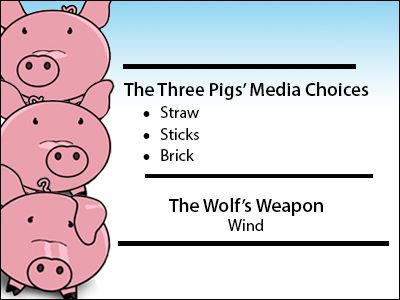 The Three Pigs’ Media Choices
• Straw
• Sticks
• Brick
The Wolf’s Weapon
Wind